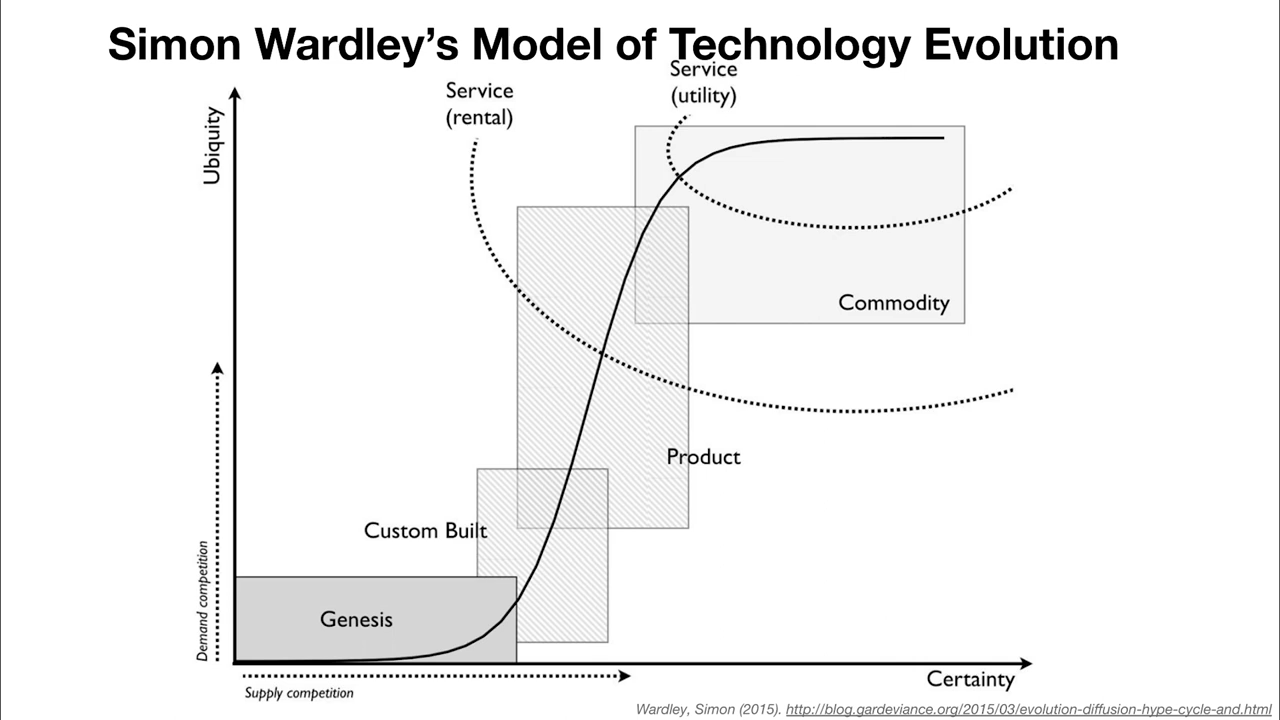 Simon Wardley's Model of Technology Evolution
Service
(utility)
Service
(rental)
Ubiquity
Commodity
Product
Custom Built
Demand competition
Genesis
Certainty
Supply competition
Wardley, Simon (2015). http://blog.gardeviance.org/2015/03/evolution-diffusion-hype-cycle-and.html